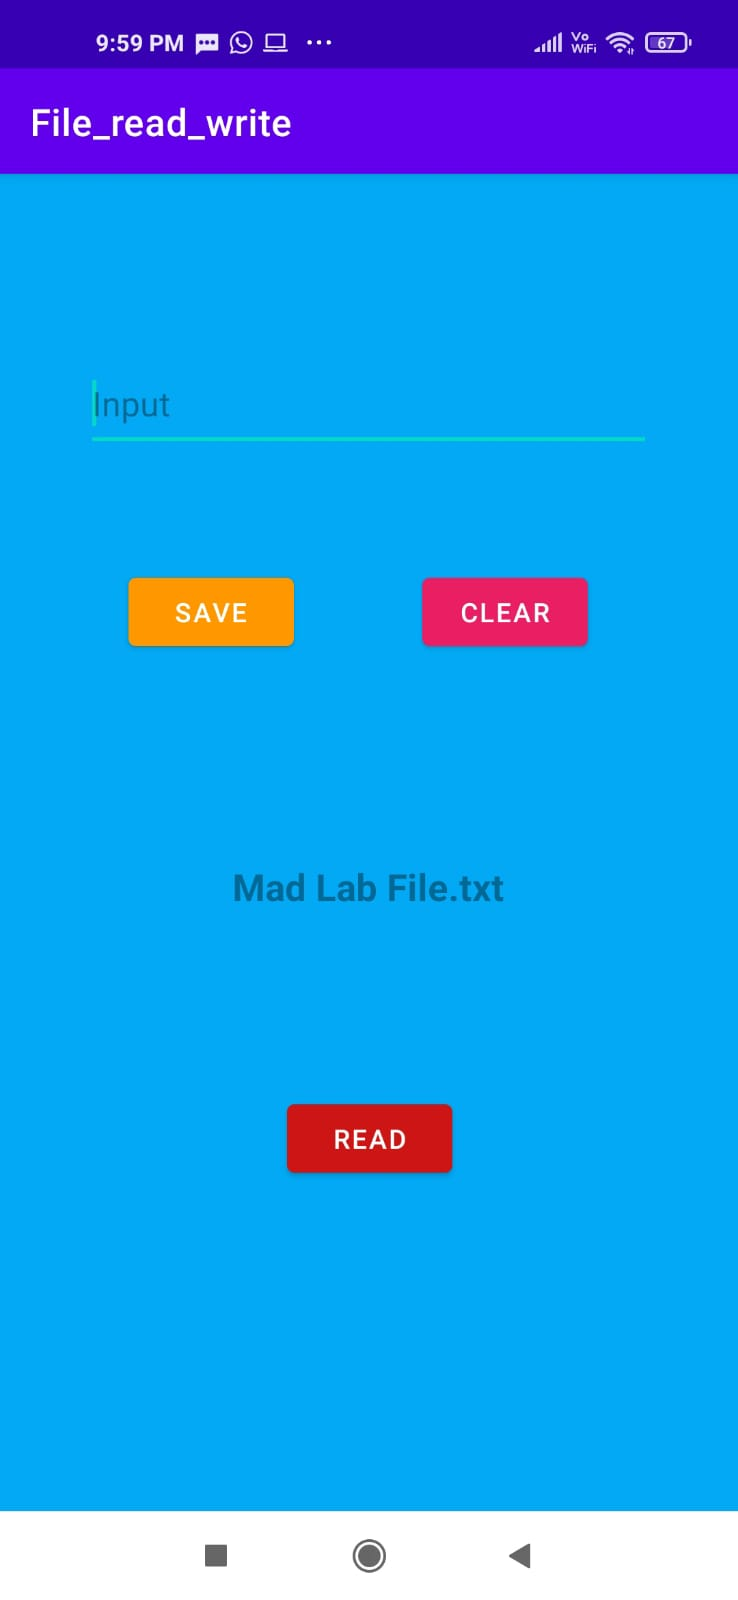 9:59 PM
Vo
WiFi
67
File_read_write
Input
SAVE
CLEAR
Mad Lab File.txt
READ